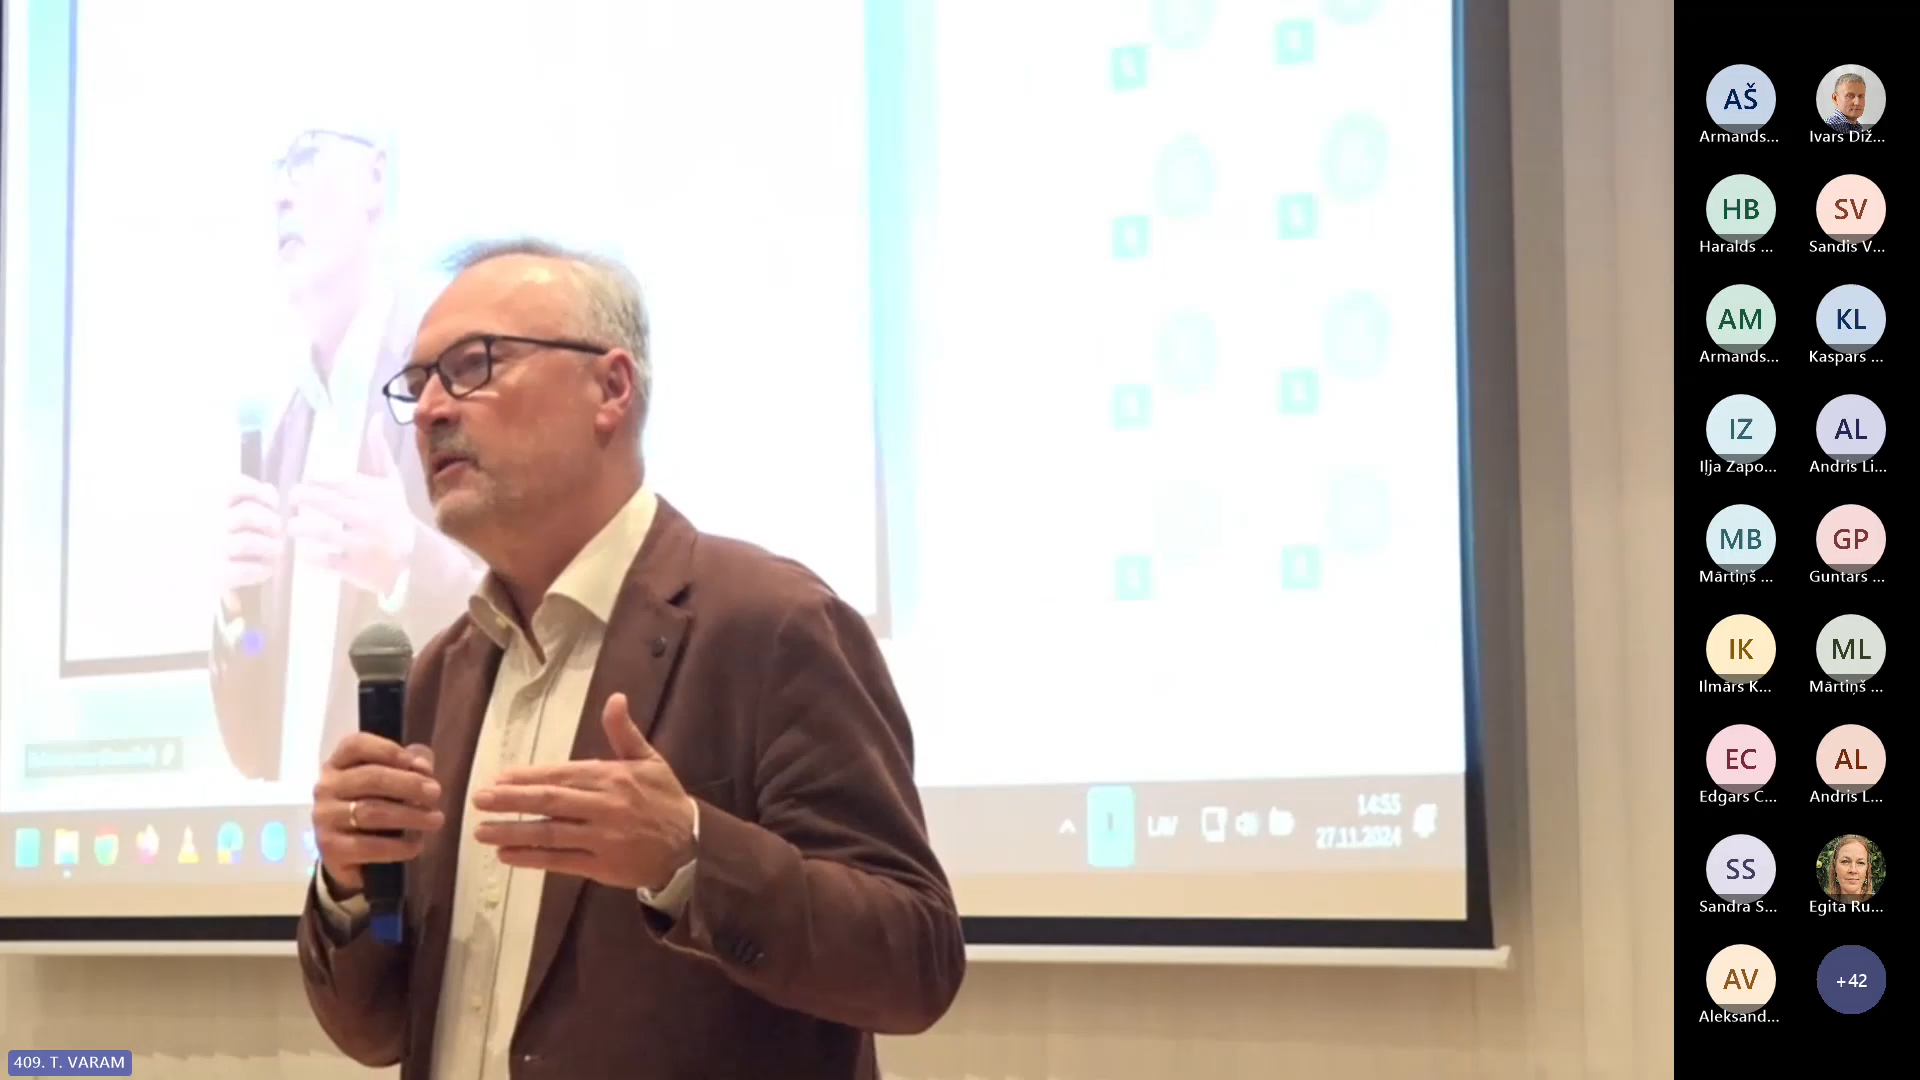 AŠ
Armands...
Ivars Diž...
HB
Haralds ...
SV
Sandis V...
AM
Armands...
KL
Kaspars ...
IZ
Iļja Zapo...
AL
Andris Li...
MB
Mārtiņš ...
GP
Guntars ...
IK
Ilmārs K...
ML
Mārtiņš ...
EC
Edgars C...
AL
Andris L...
SS
Sandra S...
Egita Ru...
AV
Aleksand...
+42
LAV
14:55
27.11.2024
409. T. VARAM